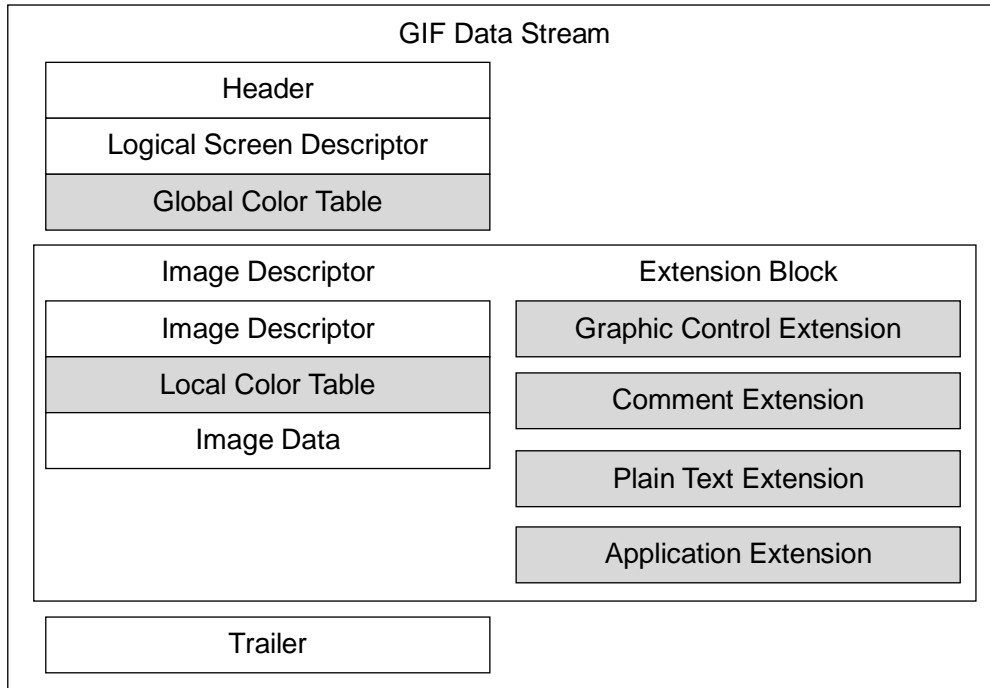 GIF Data Stream
Header
Logical Screen Descriptor
Global Color Table
Image Descriptor
Image Descriptor
Local Color Table
Image Data
Extension Block
Graphic Control Extension
Comment Extension
Plain Text Extension
Application Extension
Trailer